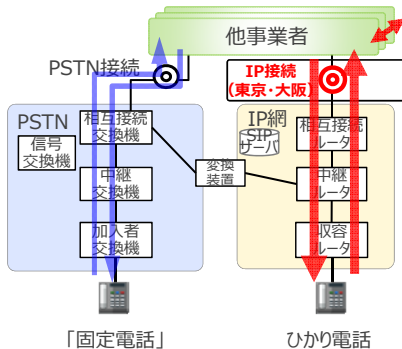 他事業者
PSTN接続
IP接続
(東京・大阪)
PSTN
相互接続
交換機
信号
交換機
中継
交換機
加入者
交換機
変換
装置
IP網
SIP
サーバ
相互接続
ルータ
中継
ルータ
収容
ルータ
「固定電話」
ひかり電話